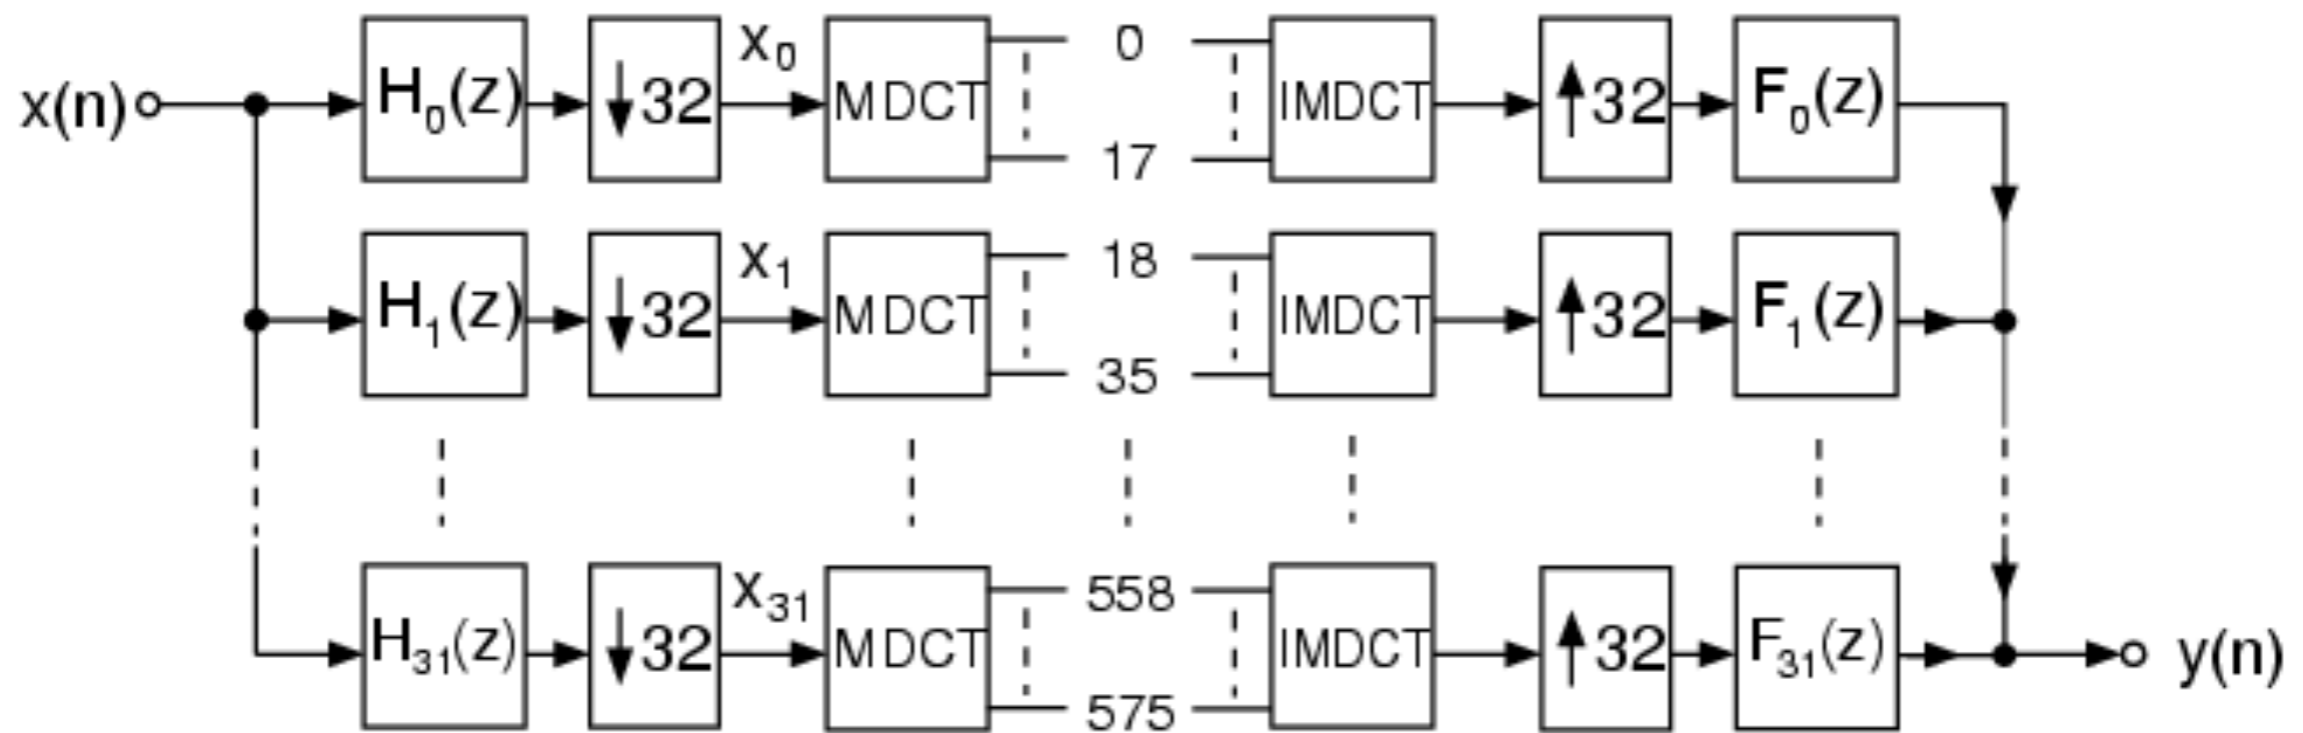 x(n) H₀(z) ↓32 x₀ MDCT 0 IMDCT ↑32 F₀(z)
17
H₁(z) ↓32 x₁ MDCT 18 IMDCT ↑32 F₁(z)
35
H₃₁(z) ↓32 x₃₁ MDCT 558 IMDCT ↑32 F₃₁(z) y(n)
575